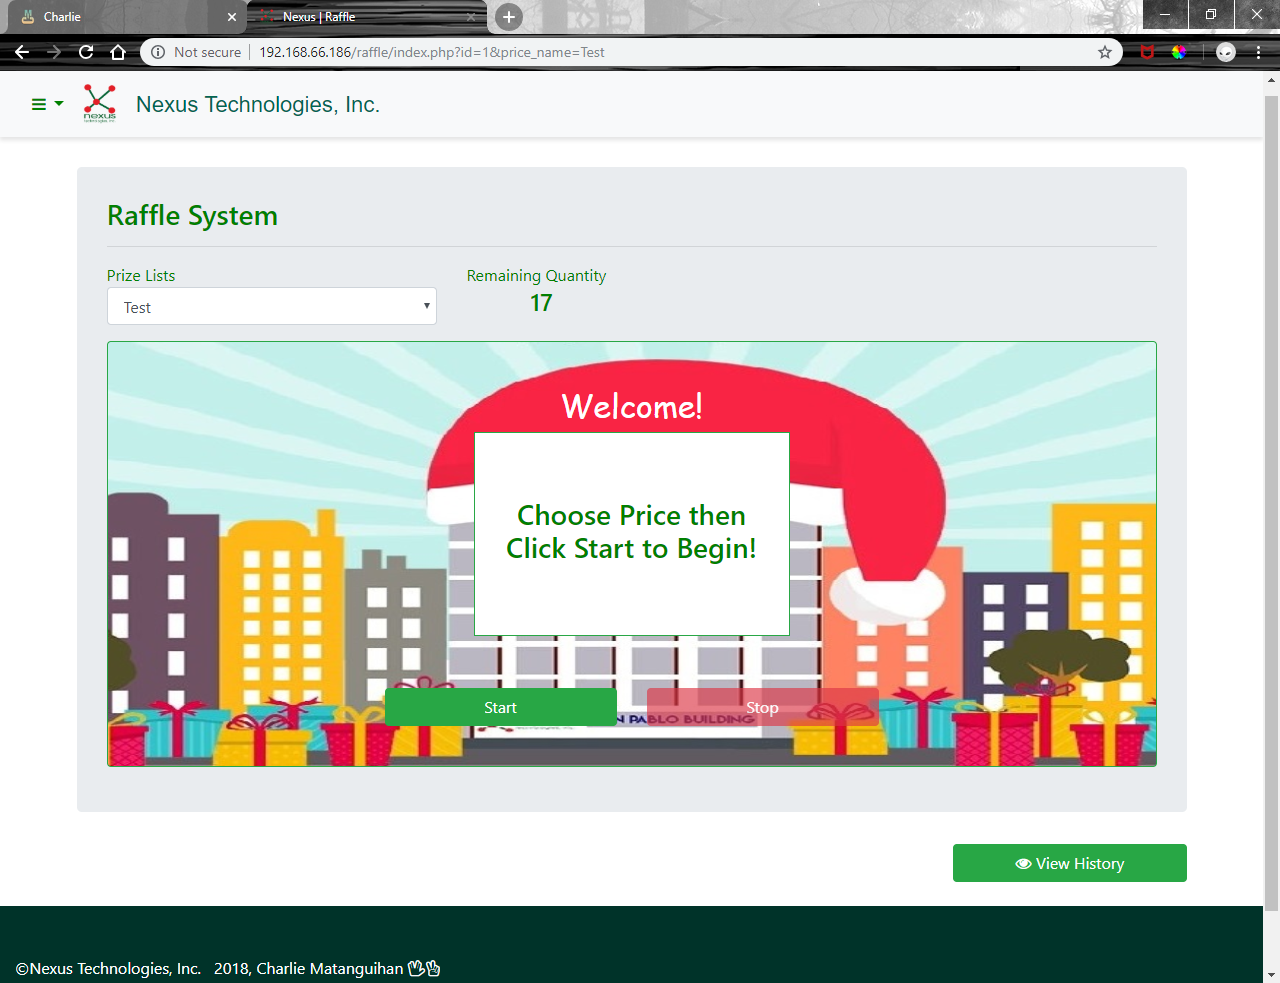 Charlie
Nexus | Raffle
Not secure
192.168.66.186/raffle/index.php?id=1&price_name=Test
nexus
Nexus Technologies, Inc.
Raffle System
Prize Lists
Remaining Quantity
Test
17
Welcome!
Choose Price then
Click Start to Begin!
Start
Stop
N PABLO BUILDING
View History
©Nexus Technologies, Inc. 2018, Charlie Matanguihan